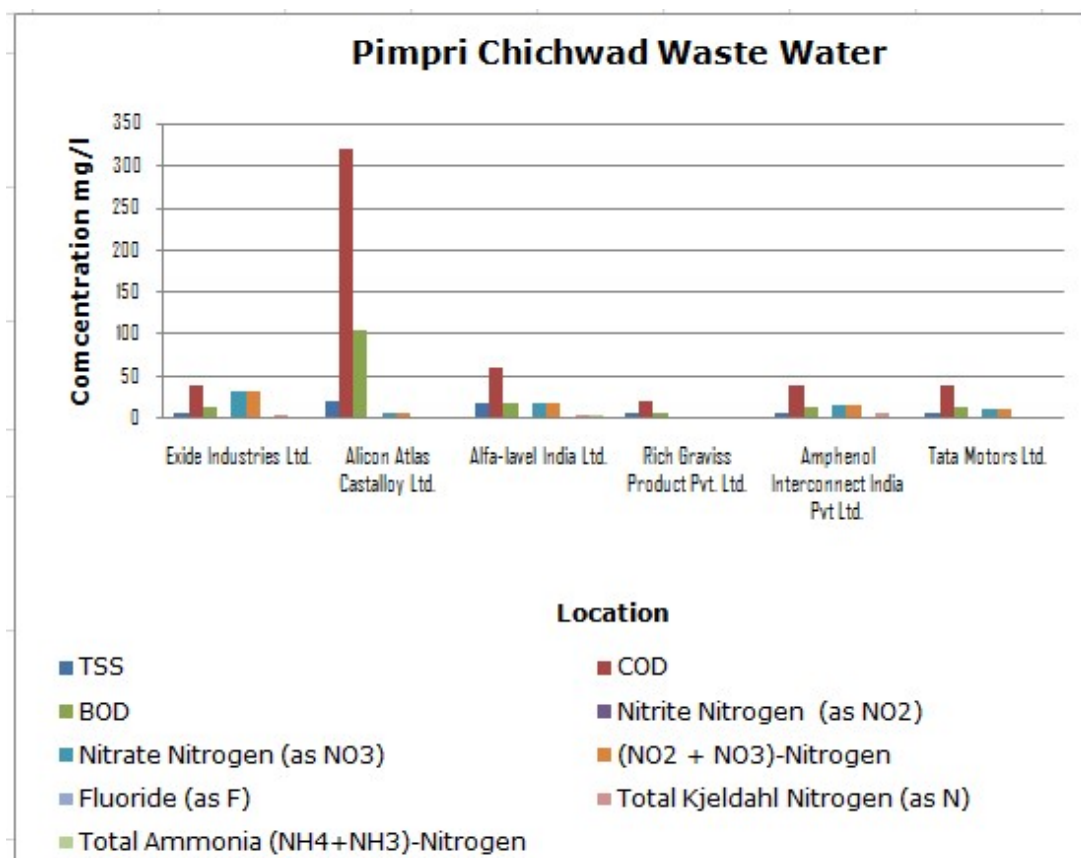 Pimpri Chichwad Waste Water
Comcentration mg/l
350
300
250
200
150
100
50
0
Exide Industries Ltd.
Alicon Atlas
Castalloy Ltd.
Alfa-lavel India Ltd.
Rich Graviss
Product Pvt. Ltd.
Amphenol
Interconnect India
Pvt Ltd.
Tata Motors Ltd.
Location
TSS
COD
BOD
Nitrite Nitrogen (as NO2)
Nitrate Nitrogen (as NO3)
(NO2 + NO3)-Nitrogen
Fluoride (as F)
Total Kjeldahl Nitrogen (as N)
Total Ammonia (NH4+NH3)-Nitrogen